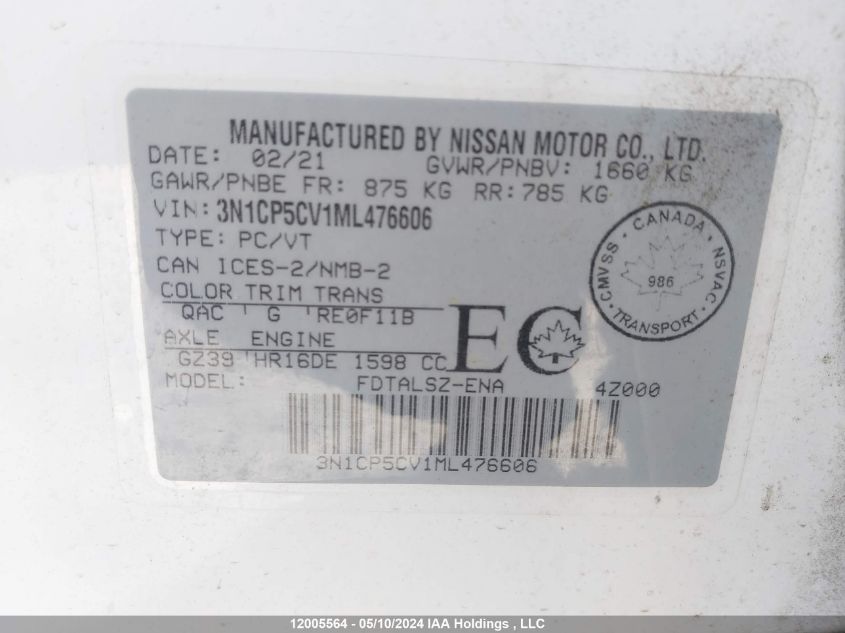 MANUFACTURED BY NISSAN MOTOR CO., LTD.
DATE: 02/21 GVWR/PNBV: 1660 KG
GAWR/PNBE FR: 875 KG RR: 785 KG
VIN: 3N1CP5CV1ML476606
TYPE: PC/VT
CAN ICES-2/NMB-2
COLOR TRIM TRANS
QAC G RE0F11B
AXLE ENGINE
GZ39 HR16DE 1598 CC
EC
CANADA
CMVSS NSVAC
986
TRANSPORT
MODEL: FDTALSZ-ENA 4Z000
3N1CP5CV1ML476606
12005564 - 05/10/2024 IAA Holdings , LLC